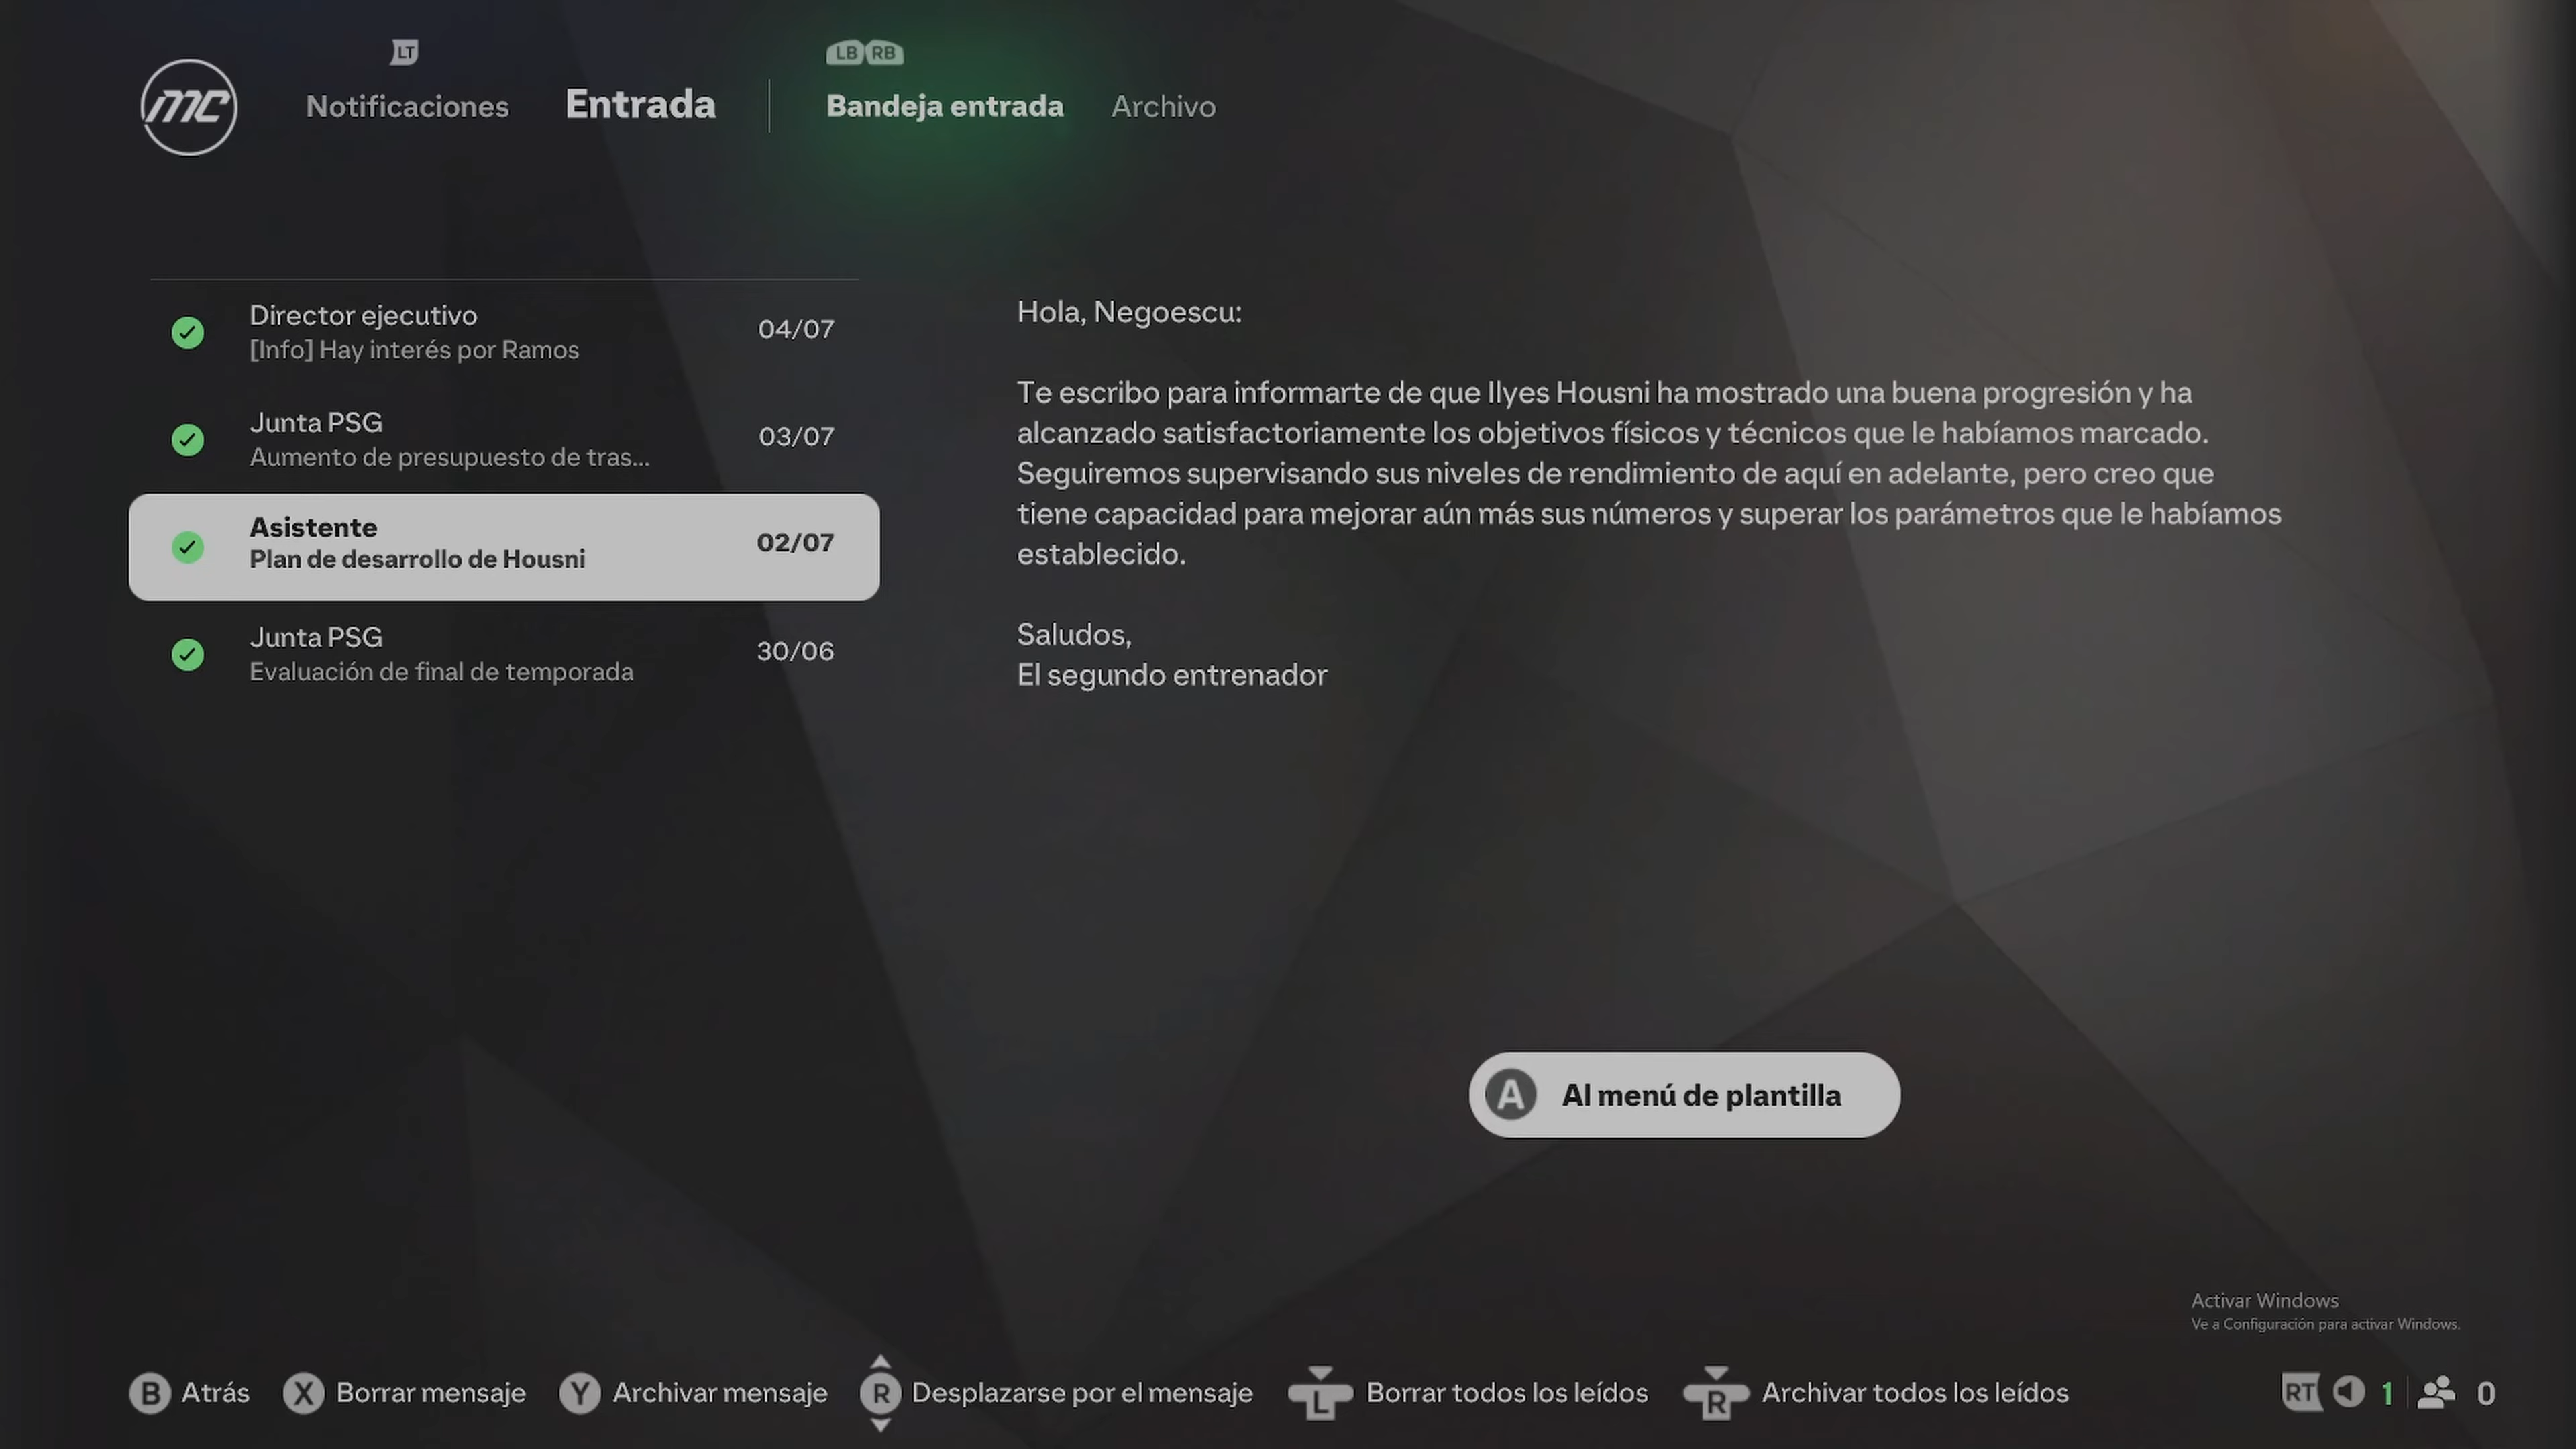 LT
LB RB
MC
Notificaciones
Entrada
Bandeja entrada
Archivo
Director ejecutivo
04/07
[Info] Hay interés por Ramos
Junta PSG
03/07
Aumento de presupuesto de tras...
Asistente
02/07
Plan de desarrollo de Housni
Junta PSG
30/06
Evaluación de final de temporada
Hola, Negoescu:
Te escribo para informarte de que Ilyes Housni ha mostrado una buena progresión y ha
alcanzado satisfactoriamente los objetivos físicos y técnicos que le habíamos marcado.
Seguiremos supervisando sus niveles de rendimiento de aquí en adelante, pero creo que
tiene capacidad para mejorar aún más sus números y superar los parámetros que le habíamos
establecido.
Saludos,
El segundo entrenador
A Al menú de plantilla
Activar Windows
Ve a Configuración para activar Windows.
B Atrás
X Borrar mensaje
Y Archivar mensaje
R Desplazarse por el mensaje
L Borrar todos los leídos
R Archivar todos los leídos
RT 1 0